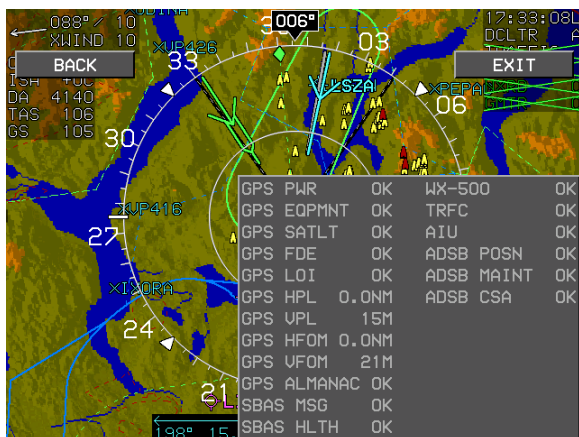 088°/ 10
XWIND 10
006°
17:33:08L
DCLTR A
BACK
EXIT
ISA +0C
DA 4140
TAS 106
GS 105
XVP426
33
03
LSZA
XPEPA
06
30
XVP416
27
XIXORA
24
21
198° 15.
GPS PWR OK WX-500 OK
GPS EQPMNT OK TRFC OK
GPS SATLT OK AIU OK
GPS FDE OK ADSB POSN OK
GPS LOI OK ADSB MAINT OK
GPS HPL 0.0NM ADSB CSA OK
GPS VPL 15M
GPS HFOM 0.0NM
GPS VFOM 21M
GPS ALMANAC OK
SBAS MSG OK
SBAS HLTH OK